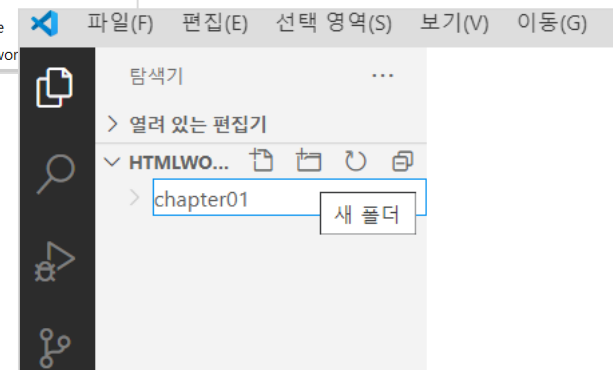 e
파일(F) 편집(E) 선택 영역(S) 보기(V) 이동(G)
wor
탐색기 ···
열려 있는 편집기
HTMLWO...
chapter01
새 폴더